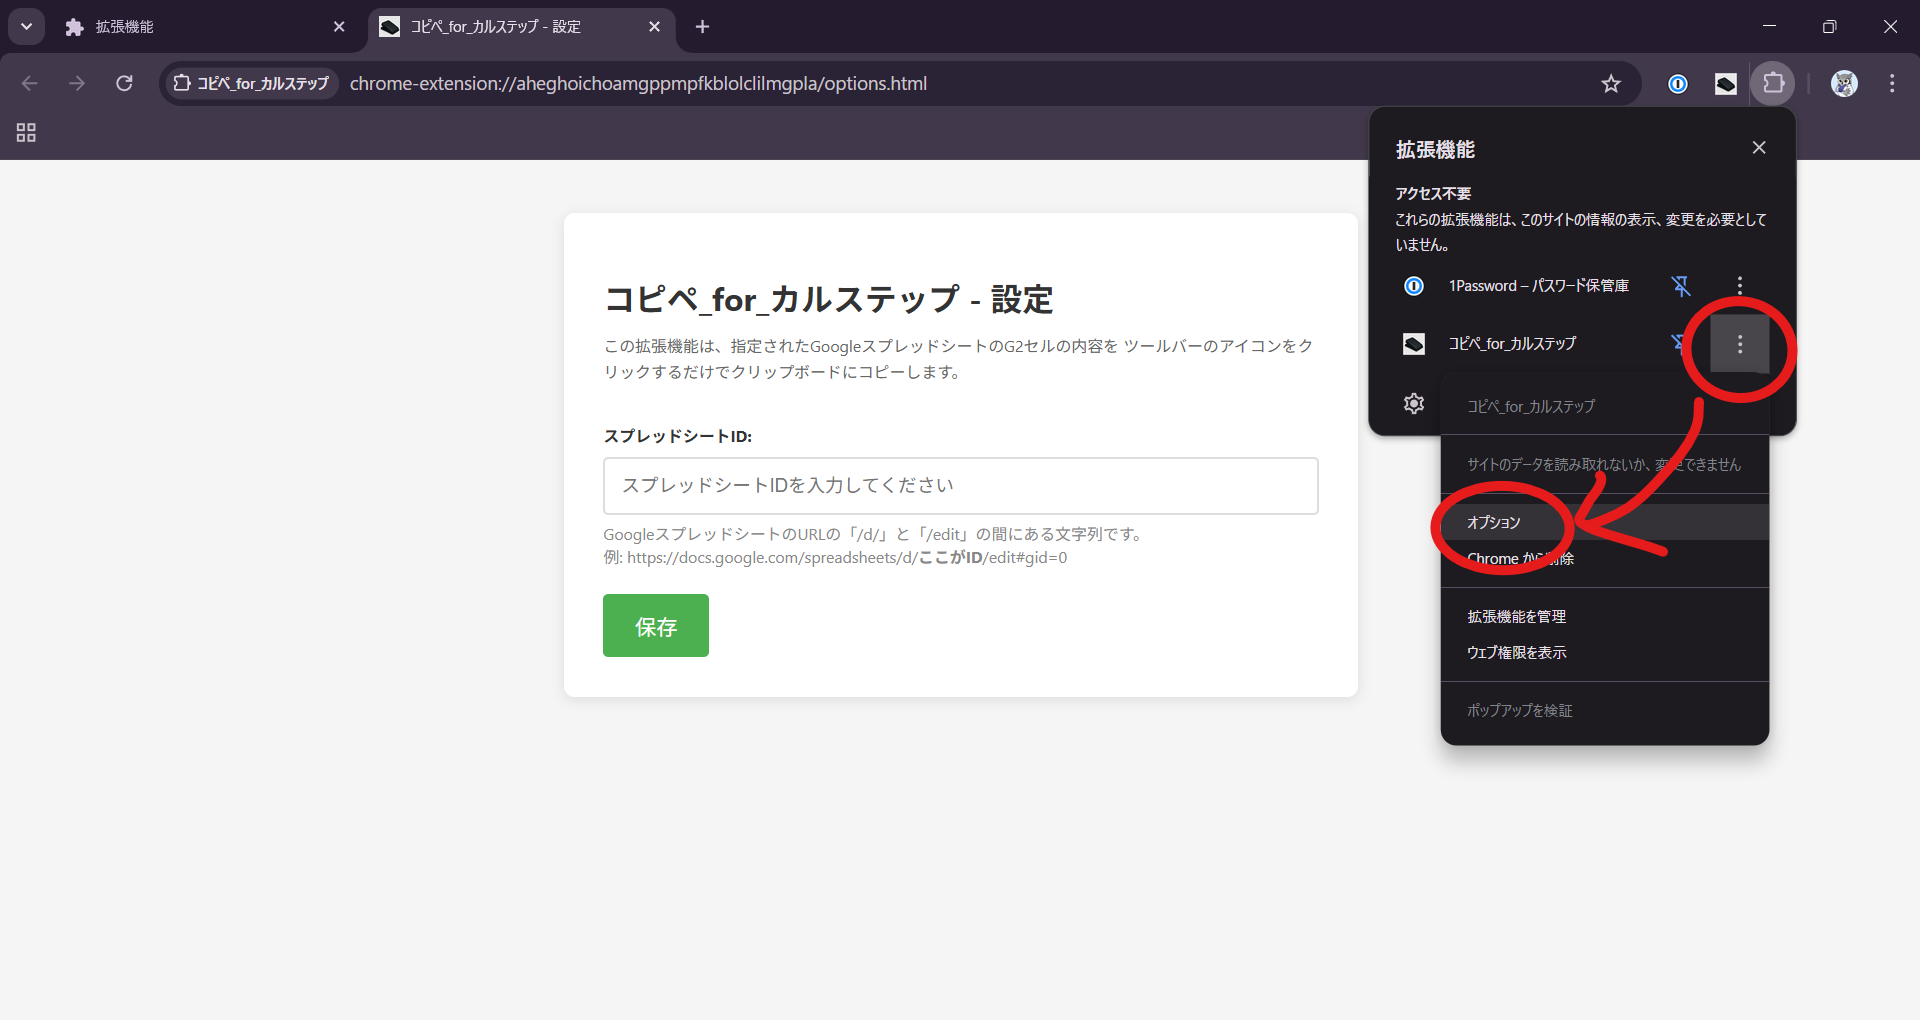 拡張機能
コピペ_for_カルステップ - 設定
コピペ_for_カルステップ
chrome-extension://aheghoichoamgppmpfkblolclilmgpla/options.html
コピペ_for_カルステップ - 設定
この拡張機能は、指定されたGoogleスプレッドシートのG2セルの内容を ツールバーのアイコンをク
リックするだけでクリップボードにコピーします。
スプレッドシートID:
スプレッドシートIDを入力してください
GoogleスプレッドシートのURLの「/d/」と「/edit」の間にある文字列です。
例: https://docs.google.com/spreadsheets/d/ここがID/edit#gid=0
保存
拡張機能
アクセス不要
これらの拡張機能は、このサイトの情報の表示、変更を必要として
いません。
1Password – パスワード保管庫
コピペ_for_カルステップ
コピペ_for_カルステップ
サイトのデータを読み取れないか、変更できません
オプション
Chrome から削除
拡張機能を管理
ウェブ権限を表示
ポップアップを検証